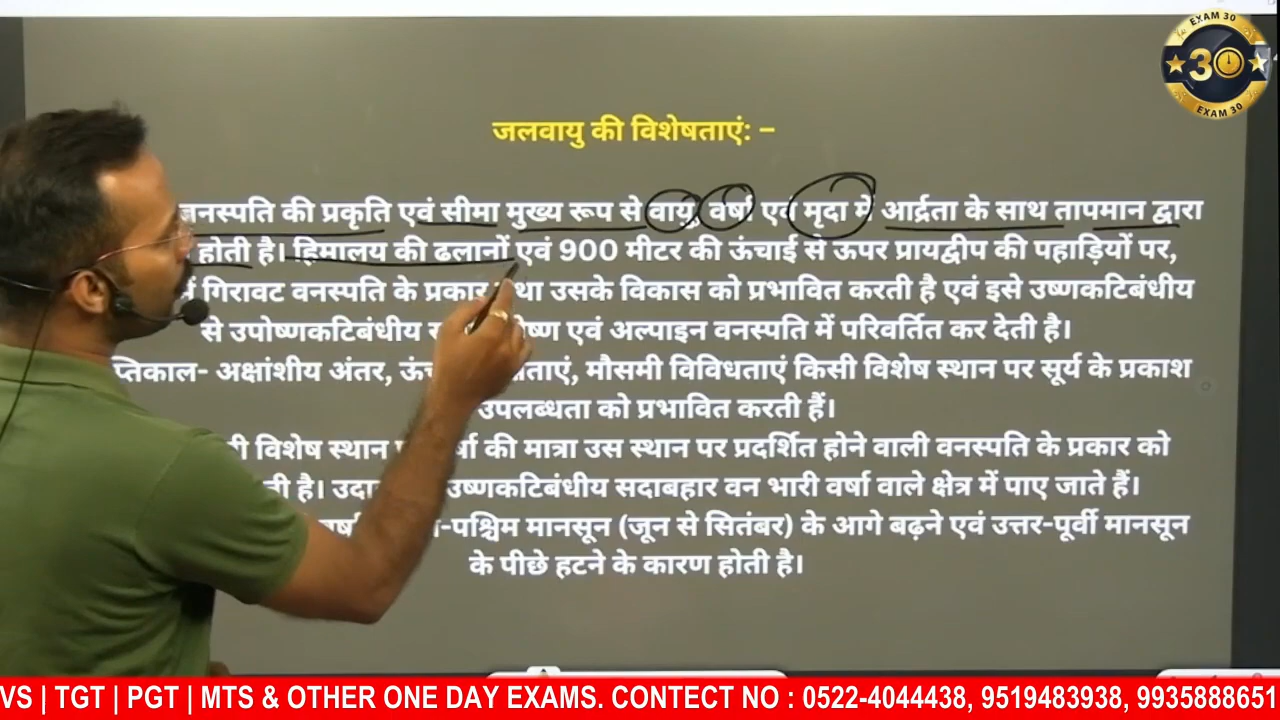 EXAM 30
30
EXAM 30
जलवायु की विशेषताएं: –
वनस्पति की प्रकृति एवं सीमा मुख्य रूप से वायु, वर्षा एवं मृदा में आर्द्रता के साथ तापमान द्वारा
होती है। हिमालय की ढलानों एवं 900 मीटर की ऊंचाई से ऊपर प्रायद्वीप की पहाड़ियों पर,
गिरावट वनस्पति के प्रकार तथा उसके विकास को प्रभावित करती है एवं इसे उष्णकटिबंधीय
से उपोष्णकटिबंधीय एवं अल्पाइन वनस्पति में परिवर्तित कर देती है।
अक्षांशीय अंतर, मौसमी विविधताएं किसी विशेष स्थान पर सूर्य के प्रकाश
उपलब्धता को प्रभावित करती हैं।
विशेष स्थान की मात्रा उस स्थान पर प्रदर्शित होने वाली वनस्पति के प्रकार को
है। उष्णकटिबंधीय सदाबहार वन भारी वर्षा वाले क्षेत्र में पाए जाते हैं।
-पश्चिम मानसून (जून से सितंबर) के आगे बढ़ने एवं उत्तर-पूर्वी मानसून
के पीछे हटने के कारण होती है।
VS | TGT | PGT | MTS & OTHER ONE DAY EXAMS. CONTECT NO : 0522-4044438, 9519483938, 9935888651